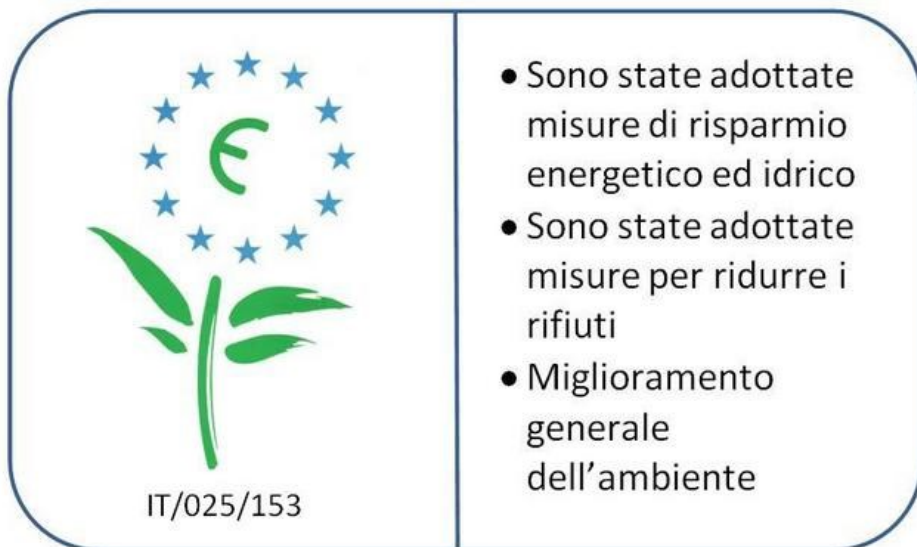 • Sono state adottate
misure di risparmio
energetico ed idrico
• Sono state adottate
misure per ridurre i
rifiuti
• Miglioramento
generale
dell'ambiente
IT/025/153